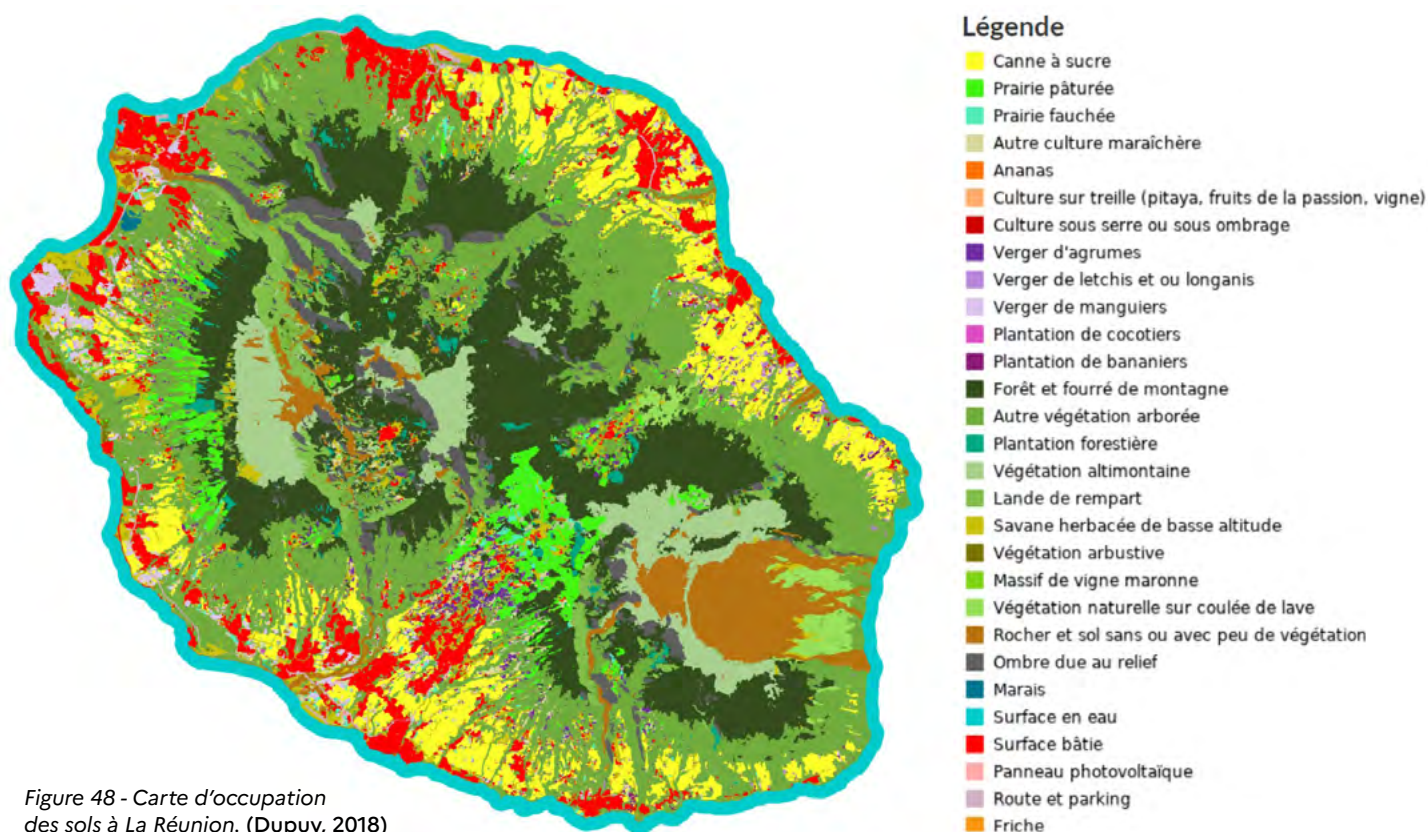 Légende
Canne à sucre
Prairie pâturée
Prairie fauchée
Autre culture maraîchère
Ananas
Culture sur treille (pitaya, fruits de la passion, vigne)
Culture sous serre ou sous ombrage
Verger d'agrumes
Verger de letchis et ou longanis
Verger de manguiers
Plantation de cocotiers
Plantation de bananiers
Forêt et fourré de montagne
Autre végétation arborée
Plantation forestière
Végétation altimontaine
Lande de rempart
Savane herbacée de basse altitude
Végétation arbustive
Massif de vigne maronne
Végétation naturelle sur coulée de lave
Rocher et sol sans ou avec peu de végétation
Ombre due au relief
Marais
Surface en eau
Surface bâtie
Panneau photovoltaïque
Route et parking
Friche
Figure 48 - Carte d'occupation
des sols à La Réunion. (Dupuy, 2018)